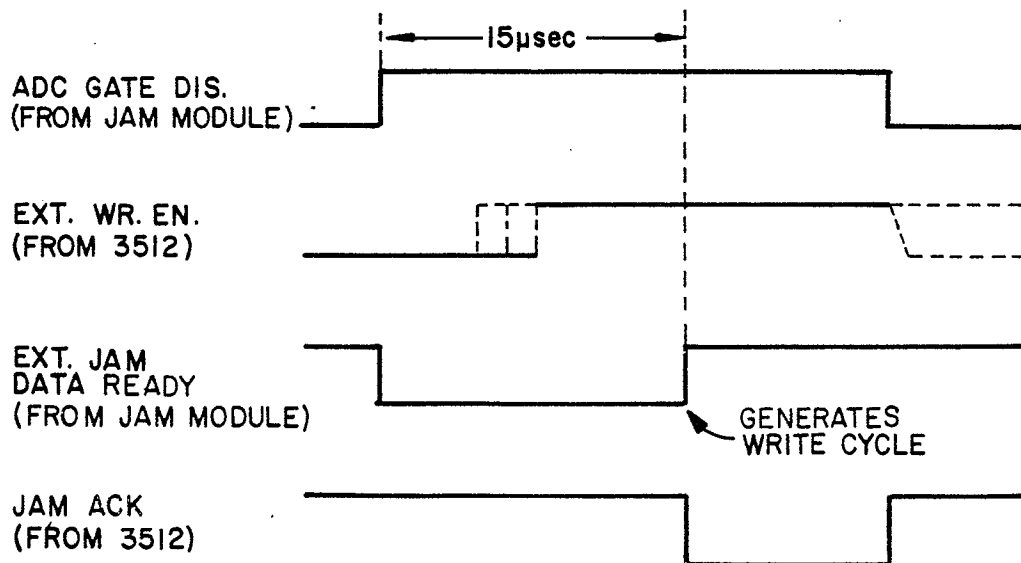 15µsec
ADC GATE DIS.
(FROM JAM MODULE)
EXT. WR. EN.
(FROM 3512)
EXT. JAM
DATA READY
(FROM JAM MODULE)
GENERATES
WRITE CYCLE
JAM ACK
(FROM 3512)